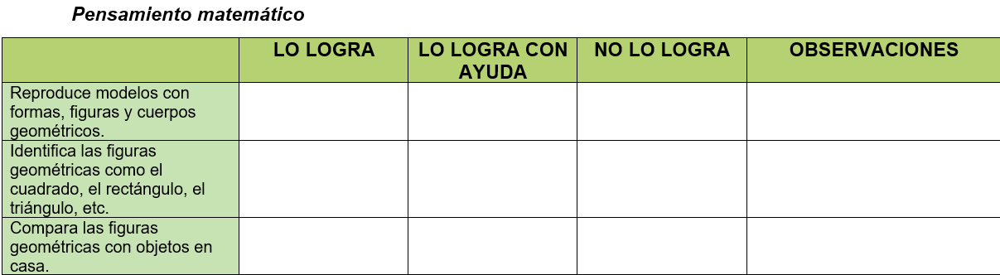 Pensamiento matemático
LO LOGRA
LO LOGRA CON
AYUDA
NO LO LOGRA
OBSERVACIONES
Reproduce modelos con
formas, figuras y cuerpos
geométricos.
Identifica las figuras
geométricas como el
cuadrado, el rectángulo, el
triángulo, etc.
Compara las figuras
geométricas con objetos en
casa.